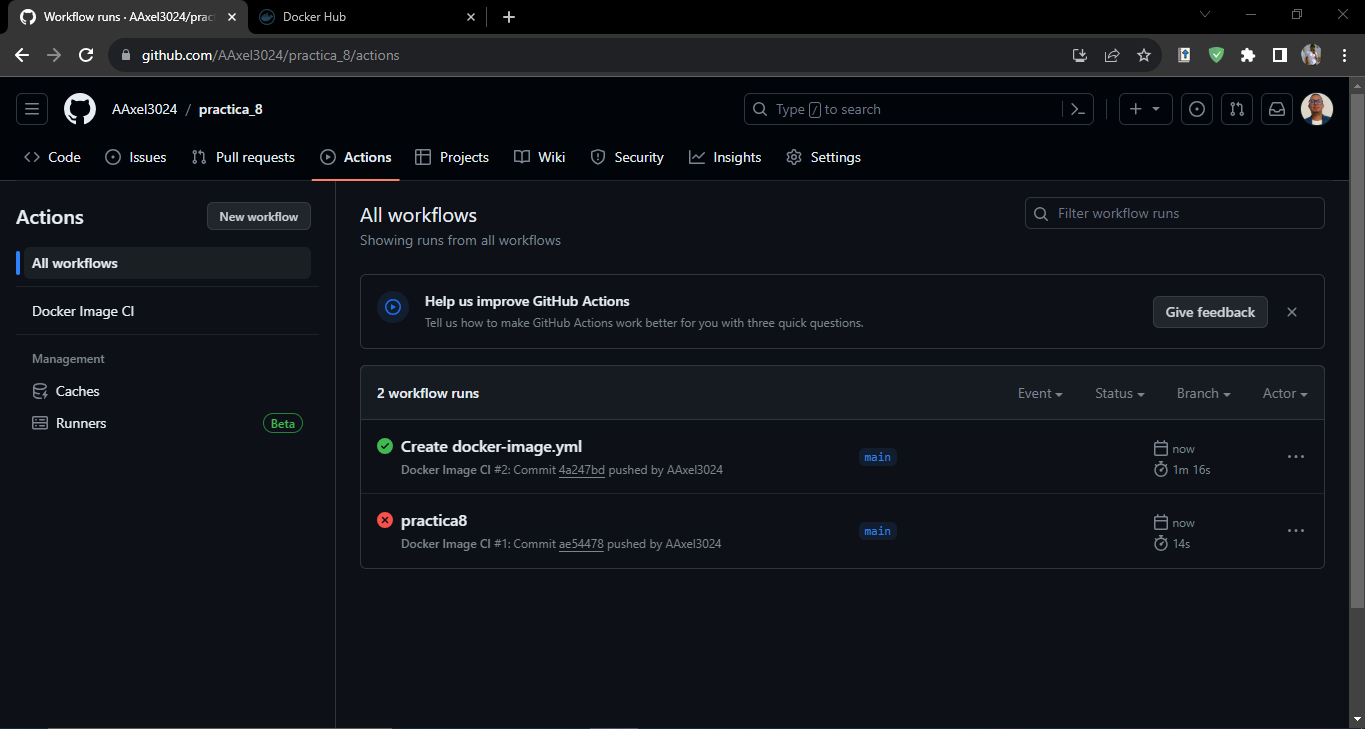 Workflow runs · AAxel3024/prac
Docker Hub
github.com/AAxel3024/practica_8/actions
AAxel3024 / practica_8
Type / to search
Code
Issues
Pull requests
Actions
Projects
Wiki
Security
Insights
Settings
Actions
New workflow
All workflows
Docker Image CI
Management
Caches
Runners
Beta
All workflows
Showing runs from all workflows
Filter workflow runs
Help us improve GitHub Actions
Tell us how to make GitHub Actions work better for you with three quick questions.
Give feedback
2 workflow runs
Event
Status
Branch
Actor
Create docker-image.yml
Docker Image CI #2: Commit 4a247bd pushed by AAxel3024
main
now
1m 16s
practica8
Docker Image CI #1: Commit ae54478 pushed by AAxel3024
main
now
14s